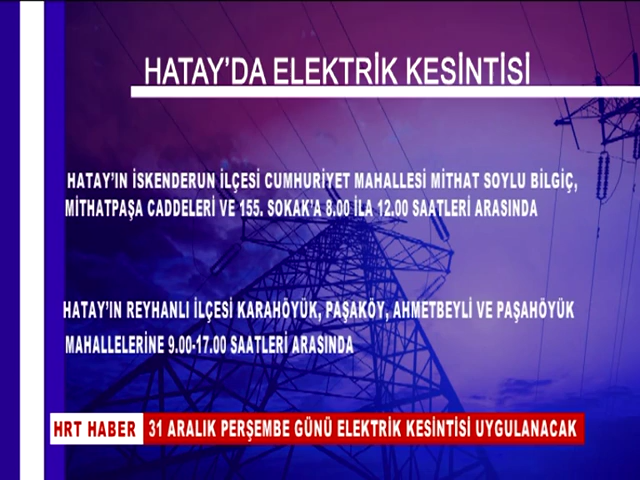 HATAY’DA ELEKTRİK KESİNTİSİ
HATAY’IN İSKENDERUN İLÇESİ CUMHURİYET MAHALLESİ MİTHAT SOYLU BİLGİÇ,
MİTHATPAŞA CADDELERİ VE 155. SOKAK’A 8.00 İLA 12.00 SAATLERİ ARASINDA
HATAY’IN REYHANLI İLÇESİ KARAHÖYÜK, PAŞAKÖY, AHMETBEYLİ VE PAŞAHÖYÜK
MAHALLELERİNE 9.00-17.00 SAATLERİ ARASINDA
HRT HABER 31 ARALIK PERŞEMBE GÜNÜ ELEKTRİK KESİNTİSİ UYGULANACAK